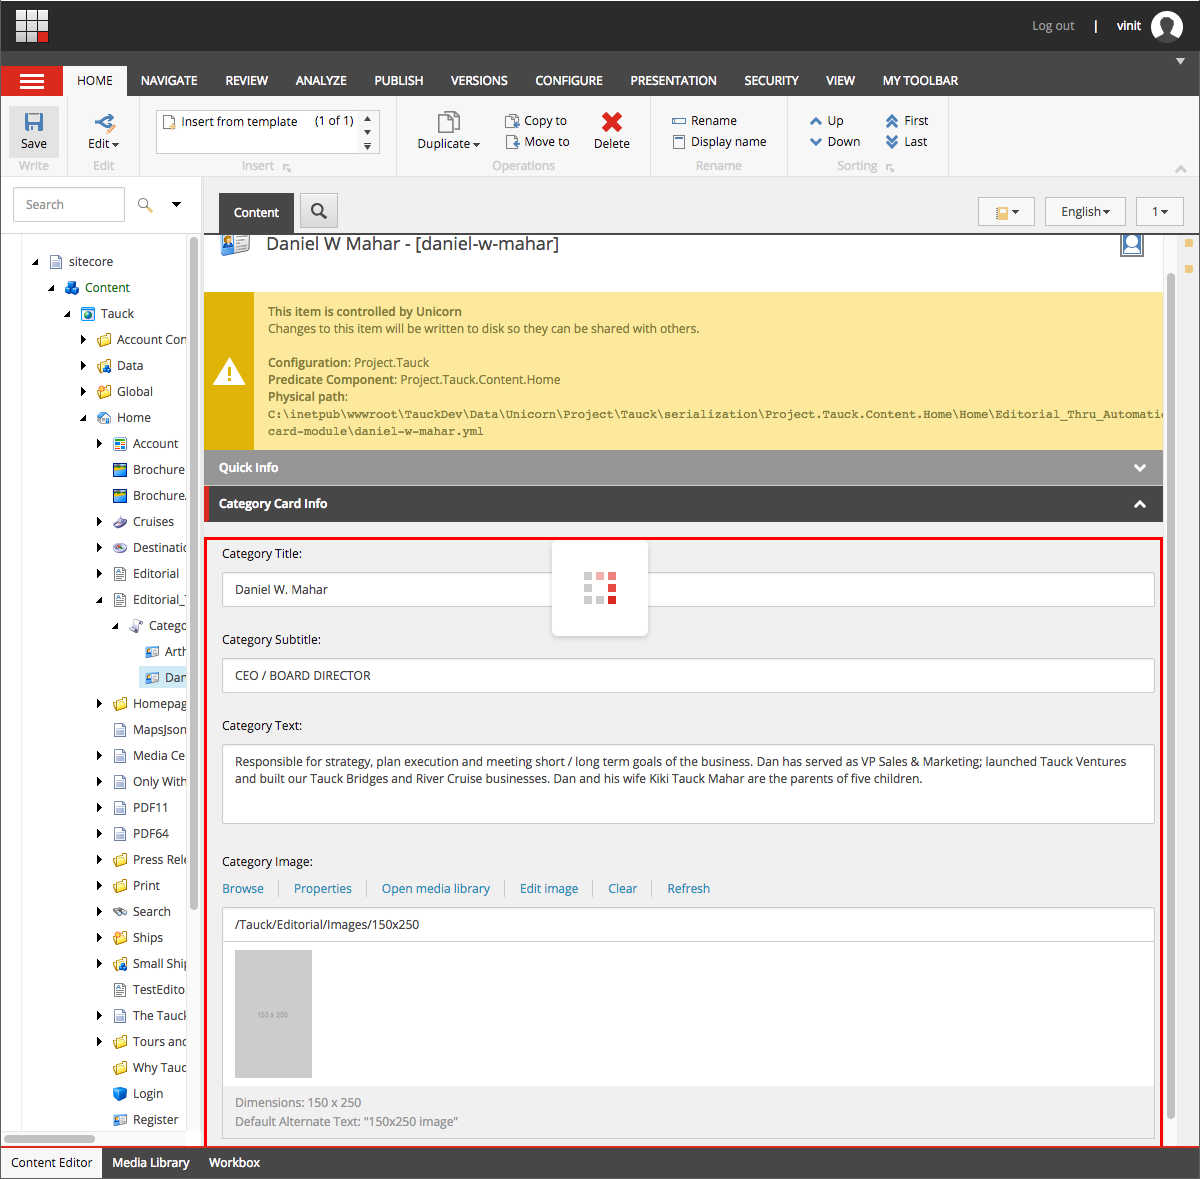 Log out | vinit
HOME NAVIGATE REVIEW ANALYZE PUBLISH VERSIONS CONFIGURE PRESENTATION SECURITY VIEW MY TOOLBAR
Save
Write
Edit
Edit
Insert from template (1 of 1)
Insert
Duplicate
Copy to
Move to
Delete
Operations
Rename
Display name
Rename
Up
Down
First
Last
Sorting
Search
Content
English
1
sitecore
Content
Tauck
Account Con
Data
Global
Home
Account
Brochure
Brochure
Cruises
Destinatio
Editorial
Editorial_
Catego
Arth
Dan
Homepag
MapsJson
Media Ce
Only With
PDF11
PDF64
Press Rele
Print
Search
Ships
Small Ship
TestEdito
The Tauck
Tours and
Why Tauc
Login
Register
Daniel W Mahar - [daniel-w-mahar]
This item is controlled by Unicorn
Changes to this item will be written to disk so they can be shared with others.
Configuration: Project.Tauck
Predicate Component: Project.Tauck.Content.Home
Physical path:
C:\inetpub\wwwroot\TauckDev\Data\Unicorn\Project\Tauck\serialization\Project.Tauck.Content.Home\Home\Editorial_Thru_Automatic
card-module\daniel-w-mahar.yml
Quick Info
Category Card Info
Category Title:
Daniel W. Mahar
Category Subtitle:
CEO / BOARD DIRECTOR
Category Text:
Responsible for strategy, plan execution and meeting short / long term goals of the business. Dan has served as VP Sales & Marketing; launched Tauck Ventures
and built our Tauck Bridges and River Cruise businesses. Dan and his wife Kiki Tauck Mahar are the parents of five children.
Category Image:
Browse Properties Open media library Edit image Clear Refresh
/Tauck/Editorial/Images/150x250
150 x 250
Dimensions: 150 x 250
Default Alternate Text: "150x250 image"
Content Editor Media Library Workbox